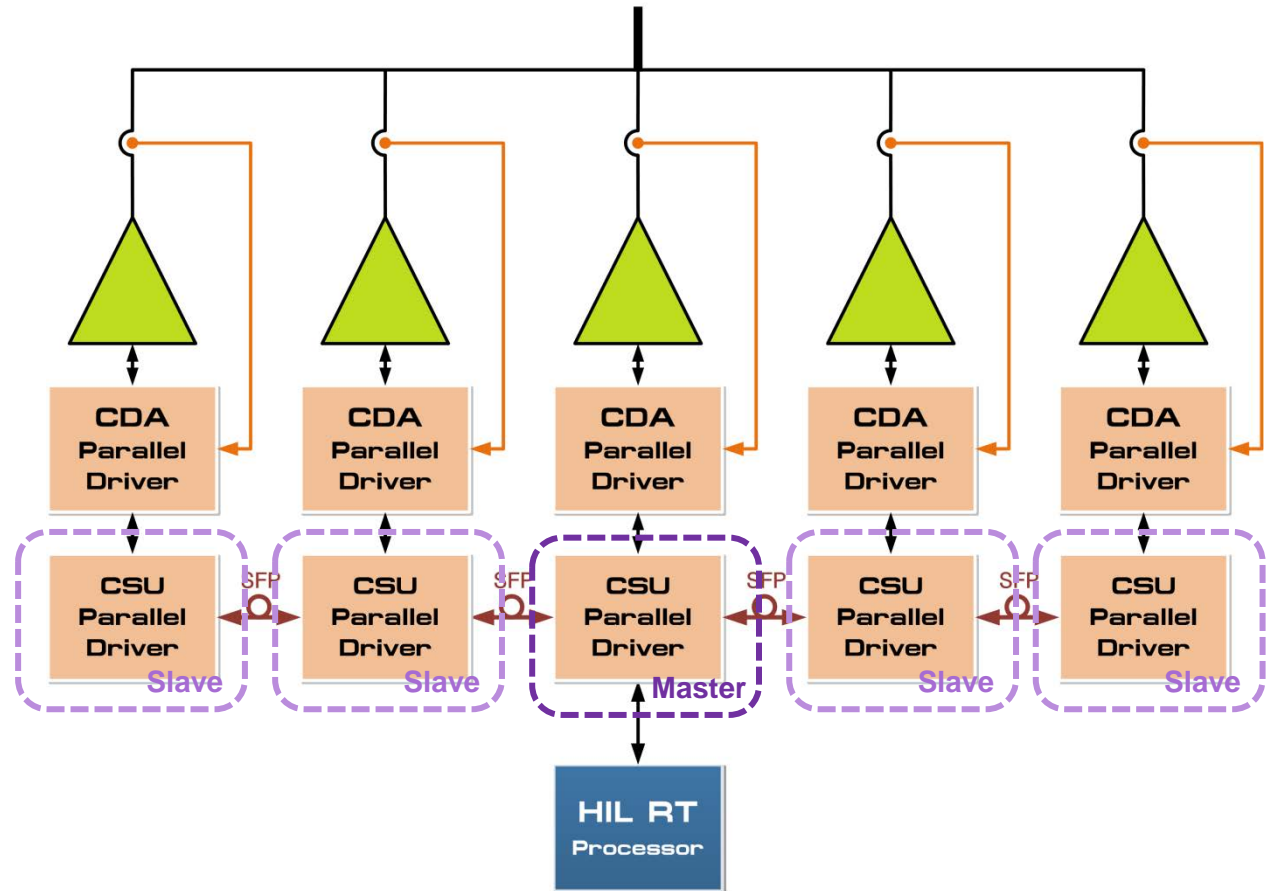 CDA
Parallel
Driver
CDA
Parallel
Driver
CDA
Parallel
Driver
CDA
Parallel
Driver
CDA
Parallel
Driver
CSU
Parallel
Driver
Slave
SFP
CSU
Parallel
Driver
Slave
SFP
CSU
Parallel
Driver
Master
SFP
CSU
Parallel
Driver
Slave
SFP
CSU
Parallel
Driver
Slave
HIL RT
Processor